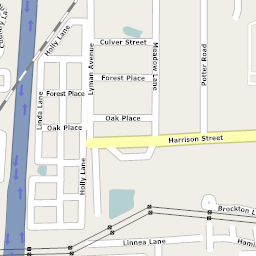 Holly Lane
Culver Street
Lyman Avenue
Meadow Lane
Potter Road
Forest Place
Forest Place
Linda Lane
Oak Place
Oak Place
Harrison Street
Holly Lane
Brockton L
Linnea Lane
Hami